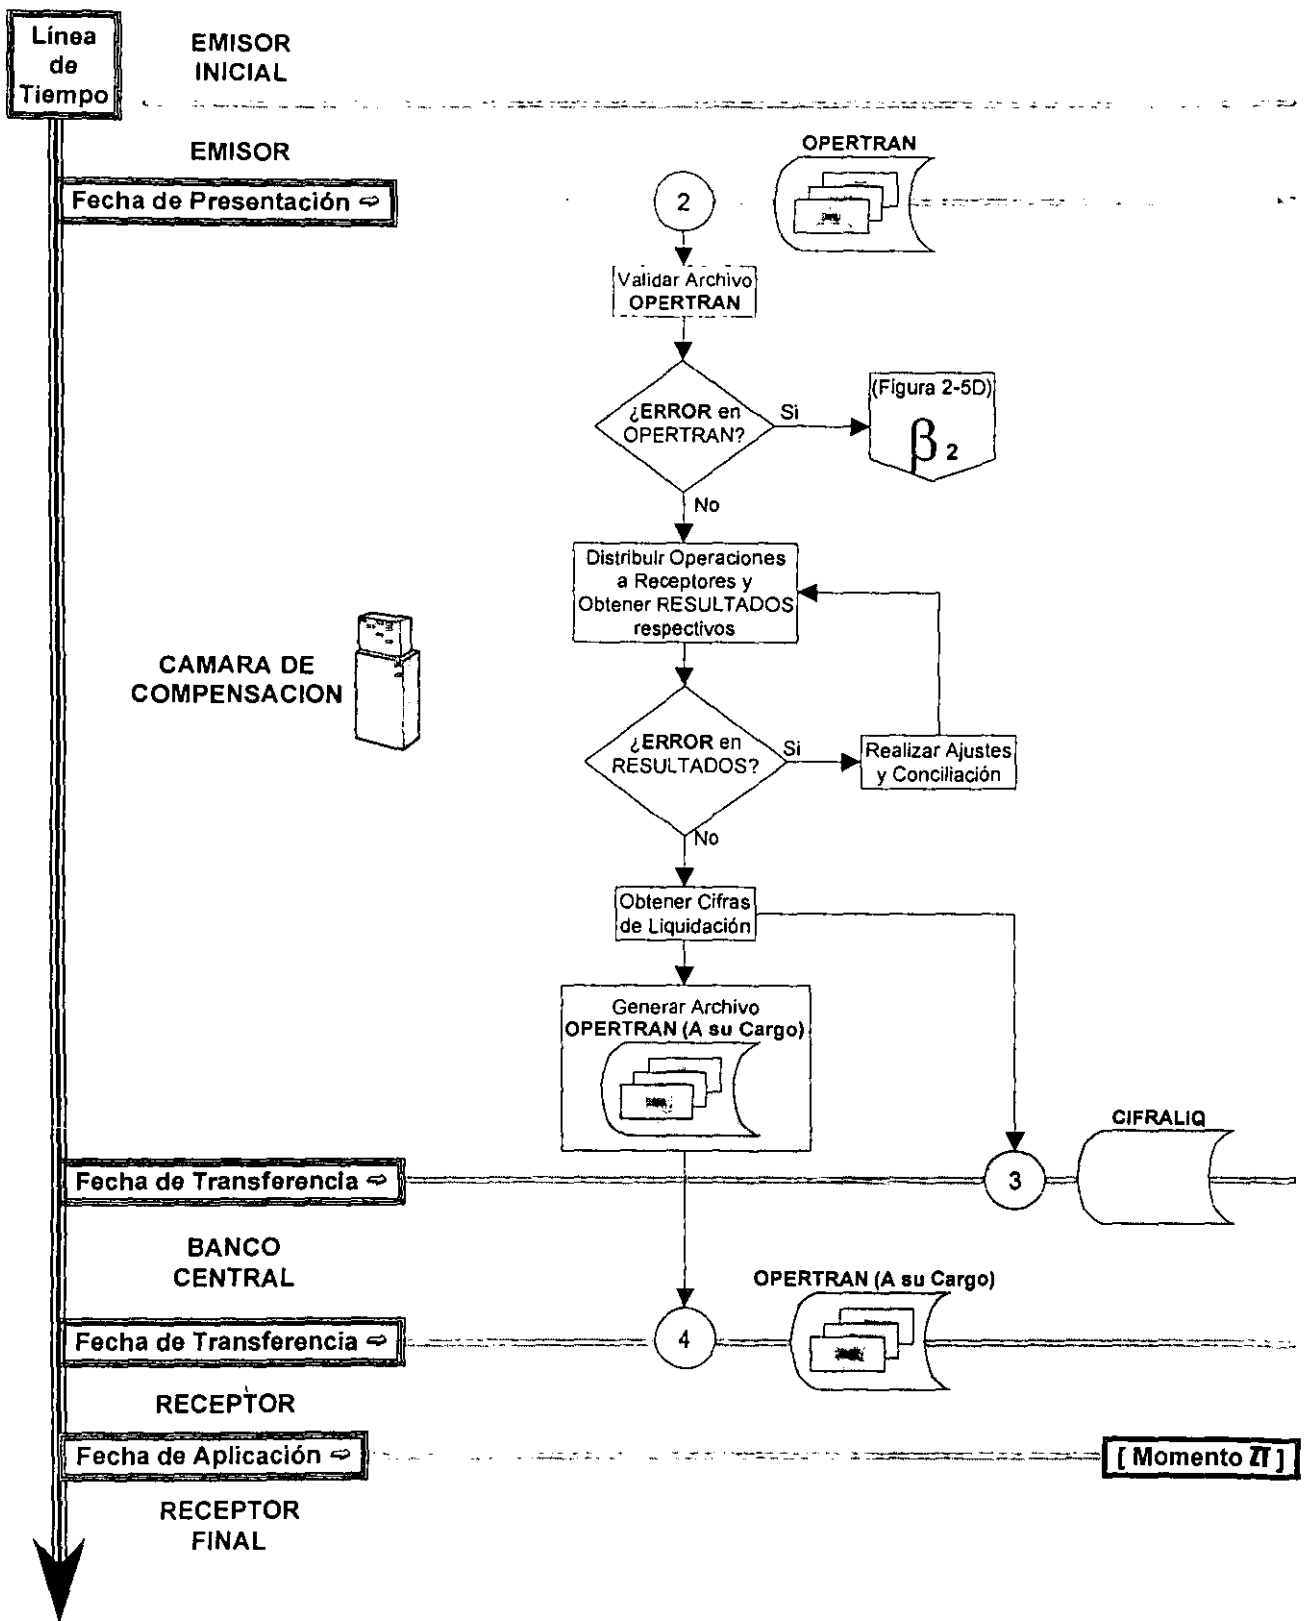 Línea
de
Tiempo
EMISOR
INICIAL
EMISOR
OPERTRAN
Fecha de Presentación ⇨
2
Validar Archivo
OPERTRAN
¿ERROR en
OPERTRAN?
Si
(Figura 2-5D)
β 2
No
Distribuir Operaciones
a Receptores y
Obtener RESULTADOS
respectivos
CAMARA DE
COMPENSACION
¿ERROR en
RESULTADOS?
Si
Realizar Ajustes
y Conciliación
No
Obtener Cifras
de Liquidación
Generar Archivo
OPERTRAN (A su Cargo)
CIFRALIQ
Fecha de Transferencia ⇨
3
BANCO
CENTRAL
OPERTRAN (A su Cargo)
Fecha de Transferencia ⇨
4
RECEPTOR
Fecha de Aplicación ⇨
[ Momento II ]
RECEPTOR
FINAL